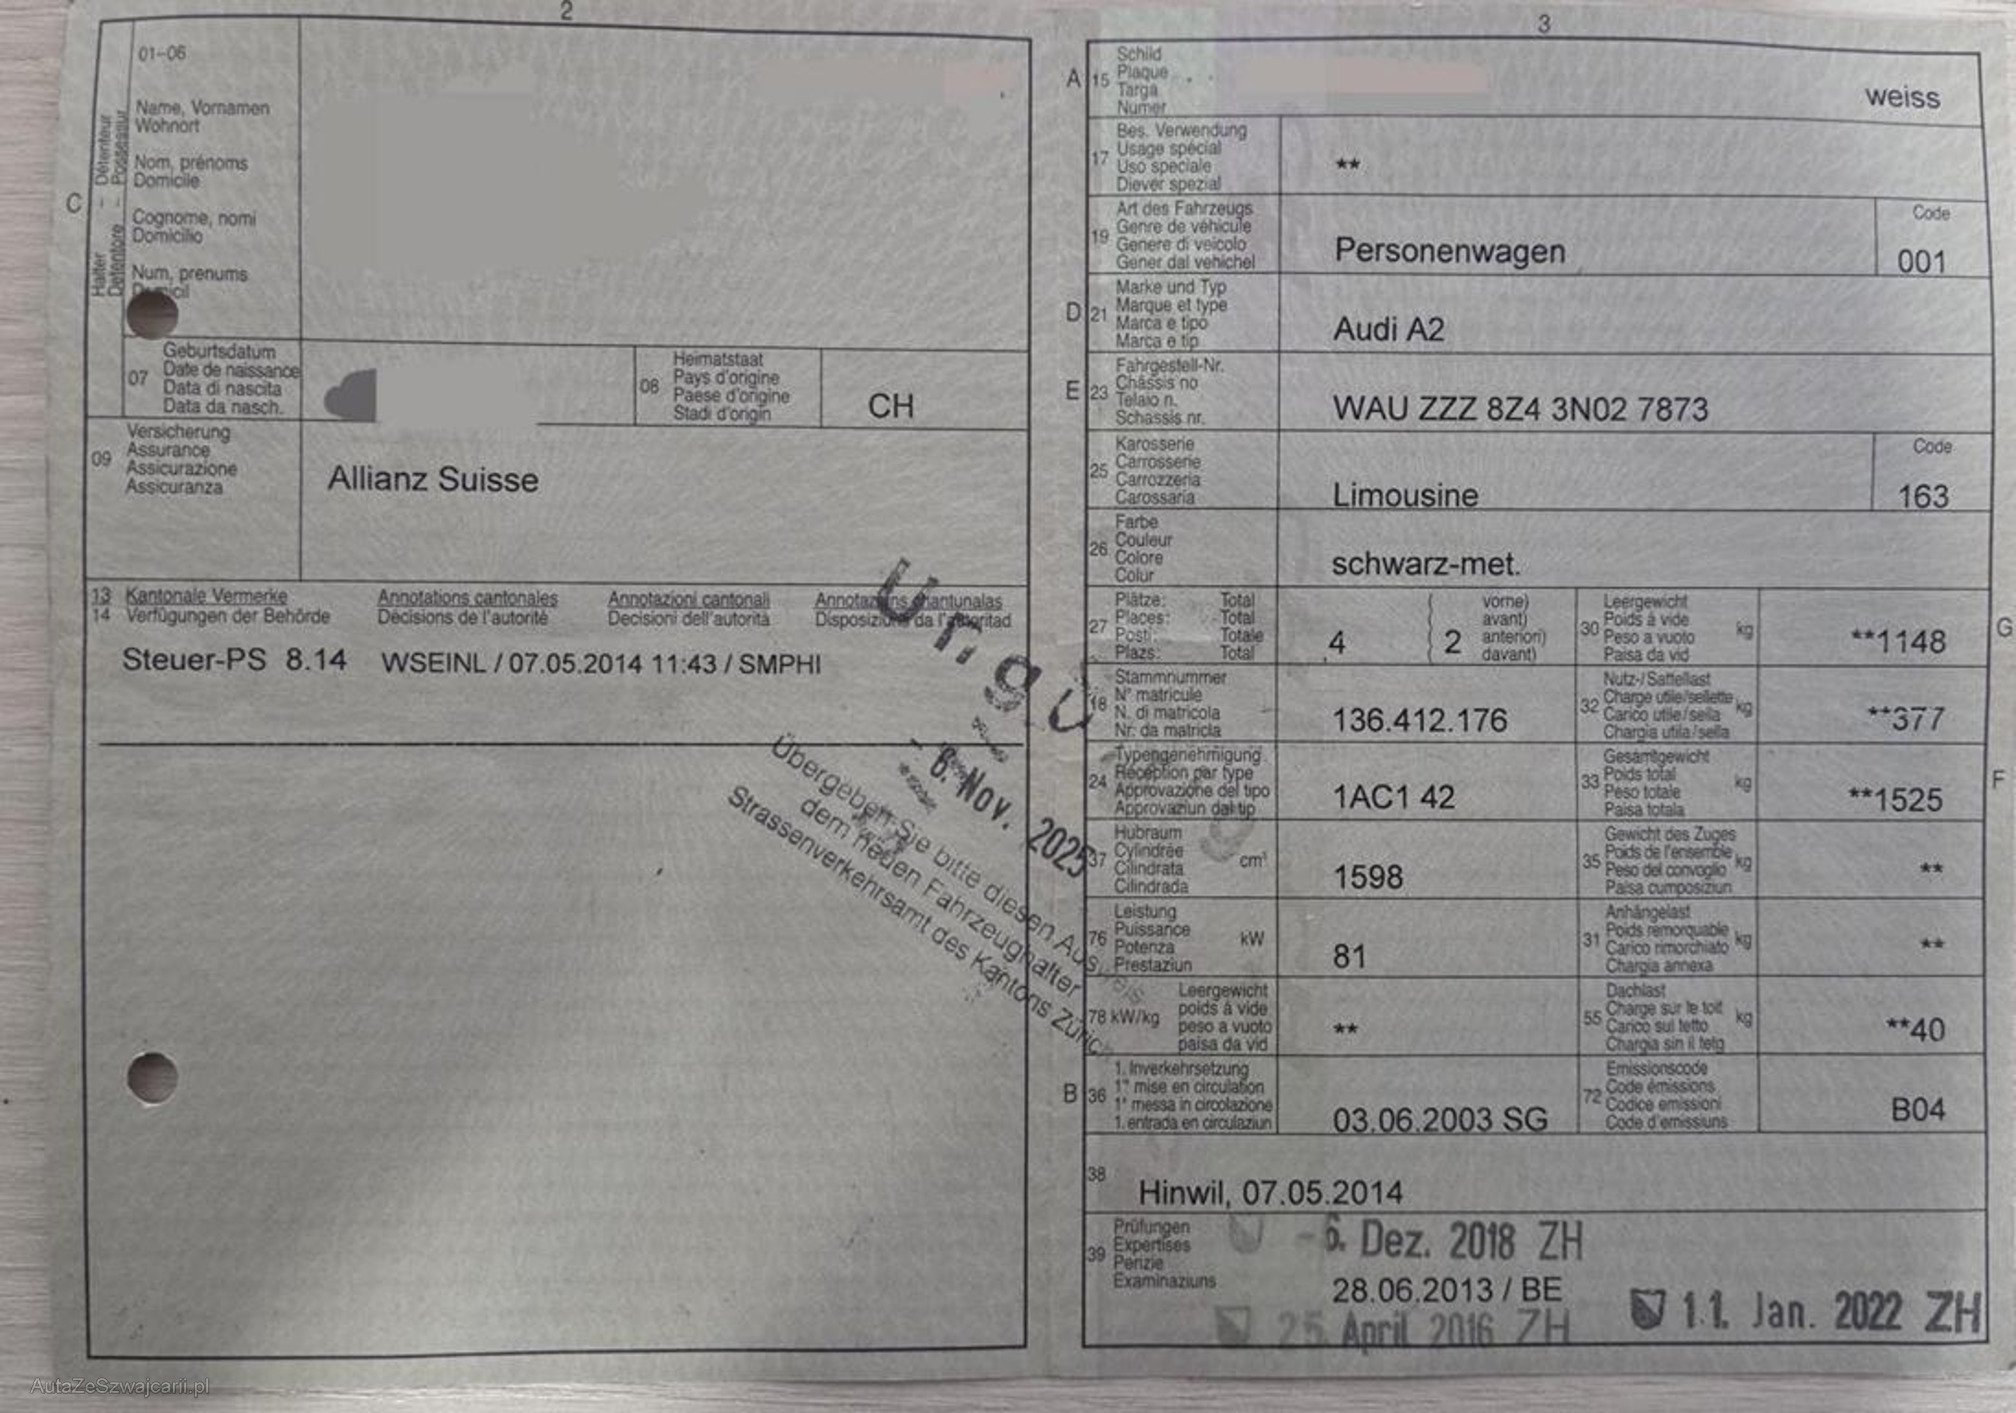 2
01–06
Name, Vornamen
Wohnort
Nom, prénoms
Domicile
Cognome, nomi
Domicilio
Num, prenums
C
Halter – Détenteur
Detentore – Possessur
07
Geburtsdatum
Date de naissance
Data di nascita
Data da nasch.
08
Heimatstaat
Pays d'origine
Paese d'origine
Stadi d'origin
CH
09
Versicherung
Assurance
Assicurazione
Assicuranza
Allianz Suisse
13 Kantonale Vermerke Annotations cantonales Annotazioni cantonali Annotaziuns chantunalas
14 Verfügungen der Behörde Décisions de l'autorité Decisioni dell'autorità Disposiziuns da l'autoritad
Steuer-PS 8.14 WSEINL / 07.05.2014 11:43 / SMPHI
- 6. Nov. 2025
Übergeben Sie bitte diesen Ausweis
dem neuen Fahrzeughalter
Strassenverkehrsamt des Kantons Zürich
3
A 15
Schild
Plaque
Targa
Numer
weiss
17
Bes. Verwendung
Usage spécial
Uso speciale
Diever spezial
**
19
Art des Fahrzeugs
Genre de véhicule
Genere di veicolo
Gener dal vehichel
Personenwagen
Code
001
D 21
Marke und Typ
Marque et type
Marca e tipo
Marca e tip
Audi A2
E 23
Fahrgestell-Nr.
Châssis no
Telaio n.
Schassis nr.
WAU ZZZ 8Z4 3N02 7873
25
Karosserie
Carrosserie
Carrozzeria
Carossaria
Limousine
Code
163
26
Farbe
Couleur
Colore
Colur
schwarz-met.
27
Plätze: Total
Places: Total
Posti: Totale
Plazs: Total
4 ( 2
vorne)
avant)
anteriori)
davant)
30
Leergewicht
Poids à vide
Peso a vuoto
Paisa da vid
kg
**1148
G
18
Stammnummer
N° matricule
N. di matricola
Nr. da matricla
136.412.176
32
Nutz-/Sattellast
Charge utile/sellette
Carico utile/sella
Chargia utila/sella
kg
**377
24
Typengenehmigung
Réception par type
Approvazione del tipo
Approvaziun dal tip
1AC1 42
33
Gesamtgewicht
Poids total
Peso totale
Paisa totala
kg
**1525
F
37
Hubraum
Cylindrée
Cilindrata
Cilindrada
cm³
1598
35
Gewicht des Zuges
Poids de l'ensemble
Peso del convoglio
Paisa cumposiziun
kg
**
76
Leistung
Puissance
Potenza
Prestaziun
kW
81
31
Anhängelast
Poids remorquable
Carico rimorchiato
Chargia annexa
kg
**
78 kW/kg
Leergewicht
poids à vide
peso a vuoto
paisa da vid
**
55
Dachlast
Charge sur le toit
Carico sul tetto
Chargia sin il tetg
kg
**40
B 36
1. Inverkehrsetzung
1re mise en circulation
1a messa in circolazione
1. entrada en circulaziun
03.06.2003 SG
72
Emissionscode
Code émissions
Codice emissioni
Code d'emissiuns
B04
38
Hinwil, 07.05.2014
39
Prüfungen
Expertises
Perizie
Examinaziuns
- 6. Dez. 2018 ZH
28.06.2013 / BE
25. April 2016 ZH
11. Jan. 2022 ZH
AutaZeSzwajcarii.pl